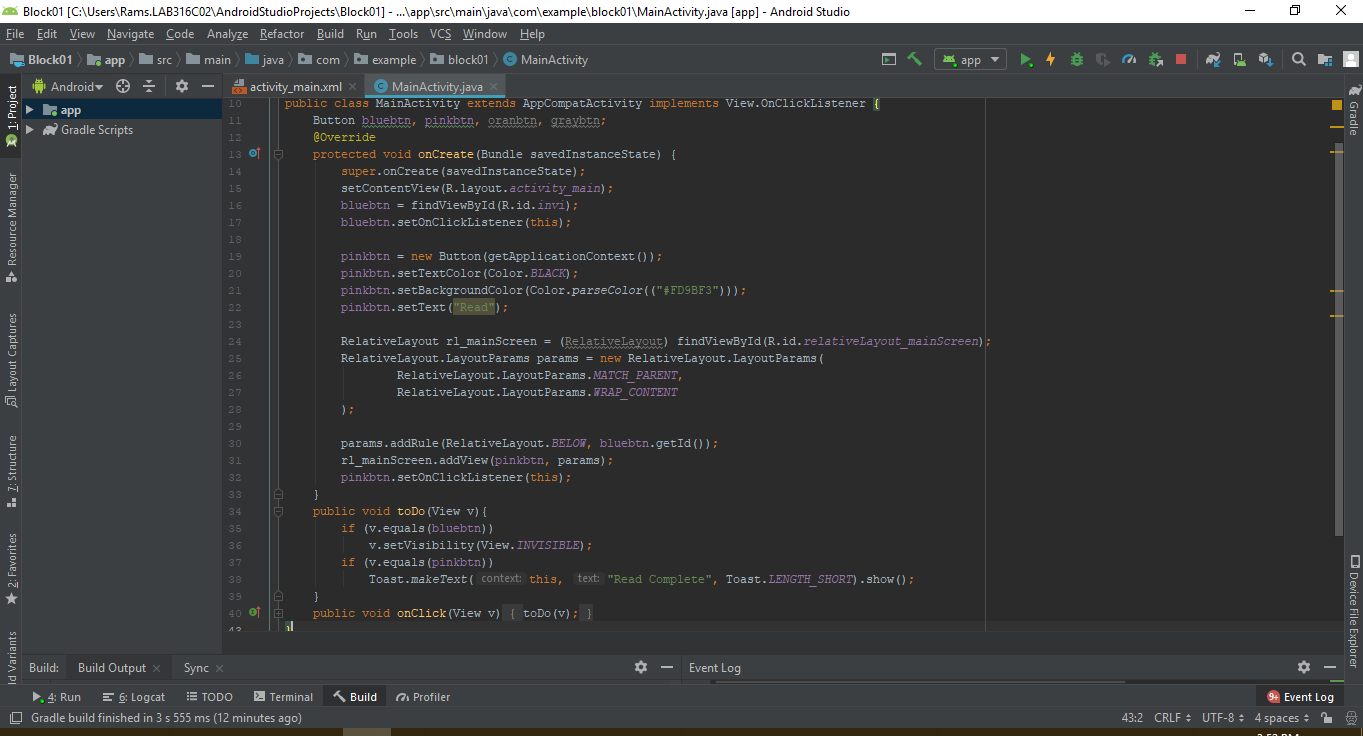 Block01 [C:\Users\Rams.LAB316C02\AndroidStudioProjects\Block01] - ...\app\src\main\java\com\example\block01\MainActivity.java [app] - Android Studio
File Edit View Navigate Code Analyze Refactor Build Run Tools VCS Window Help
Block01 app src main java com example block01 MainActivity app
Android activity_main.xml MainActivity.java
1: Project
Resource Manager
Layout Captures
7: Structure
2: Favorites
ld Variants
app
Gradle Scripts
10 public class MainActivity extends AppCompatActivity implements View.OnClickListener {
11 Button bluebtn, pinkbtn, oranbtn, graybtn;
12 @Override
13 protected void onCreate(Bundle savedInstanceState) {
14 super.onCreate(savedInstanceState);
15 setContentView(R.layout.activity_main);
16 bluebtn = findViewById(R.id.invi);
17 bluebtn.setOnClickListener(this);
18
19 pinkbtn = new Button(getApplicationContext());
20 pinkbtn.setTextColor(Color.BLACK);
21 pinkbtn.setBackgroundColor(Color.parseColor(("#FD9BF3")));
22 pinkbtn.setText("Read");
23
24 RelativeLayout rl_mainScreen = (RelativeLayout) findViewById(R.id.relativeLayout_mainScreen);
25 RelativeLayout.LayoutParams params = new RelativeLayout.LayoutParams(
26 RelativeLayout.LayoutParams.MATCH_PARENT,
27 RelativeLayout.LayoutParams.WRAP_CONTENT
28 );
29
30 params.addRule(RelativeLayout.BELOW, bluebtn.getId());
31 rl_mainScreen.addView(pinkbtn, params);
32 pinkbtn.setOnClickListener(this);
33 }
34 public void toDo(View v){
35 if (v.equals(bluebtn))
36 v.setVisibility(View.INVISIBLE);
37 if (v.equals(pinkbtn))
38 Toast.makeText( context: this, text: "Read Complete", Toast.LENGTH_SHORT).show();
39 }
40 public void onClick(View v) { toDo(v); }
43 }
Gradle
Device File Explorer
Build: Build Output Sync Event Log
4: Run 6: Logcat TODO Terminal Build Profiler 9+ Event Log
Gradle build finished in 3 s 555 ms (12 minutes ago) 43:2 CRLF UTF-8 4 spaces